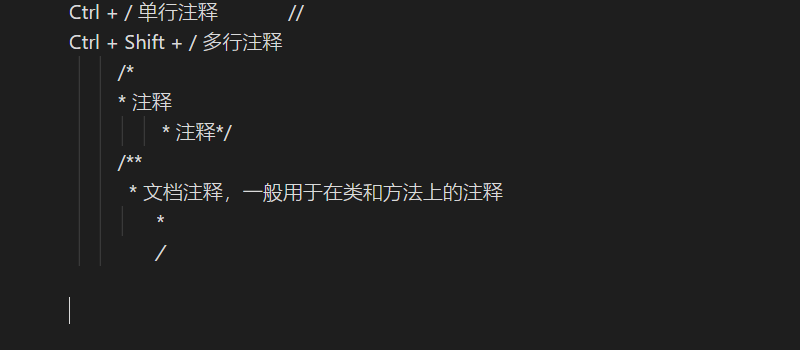 Ctrl + / 单行注释 //
Ctrl + Shift + / 多行注释
/*
* 注释
* 注释*/
/**
* 文档注释，一般用于在类和方法上的注释
*
/